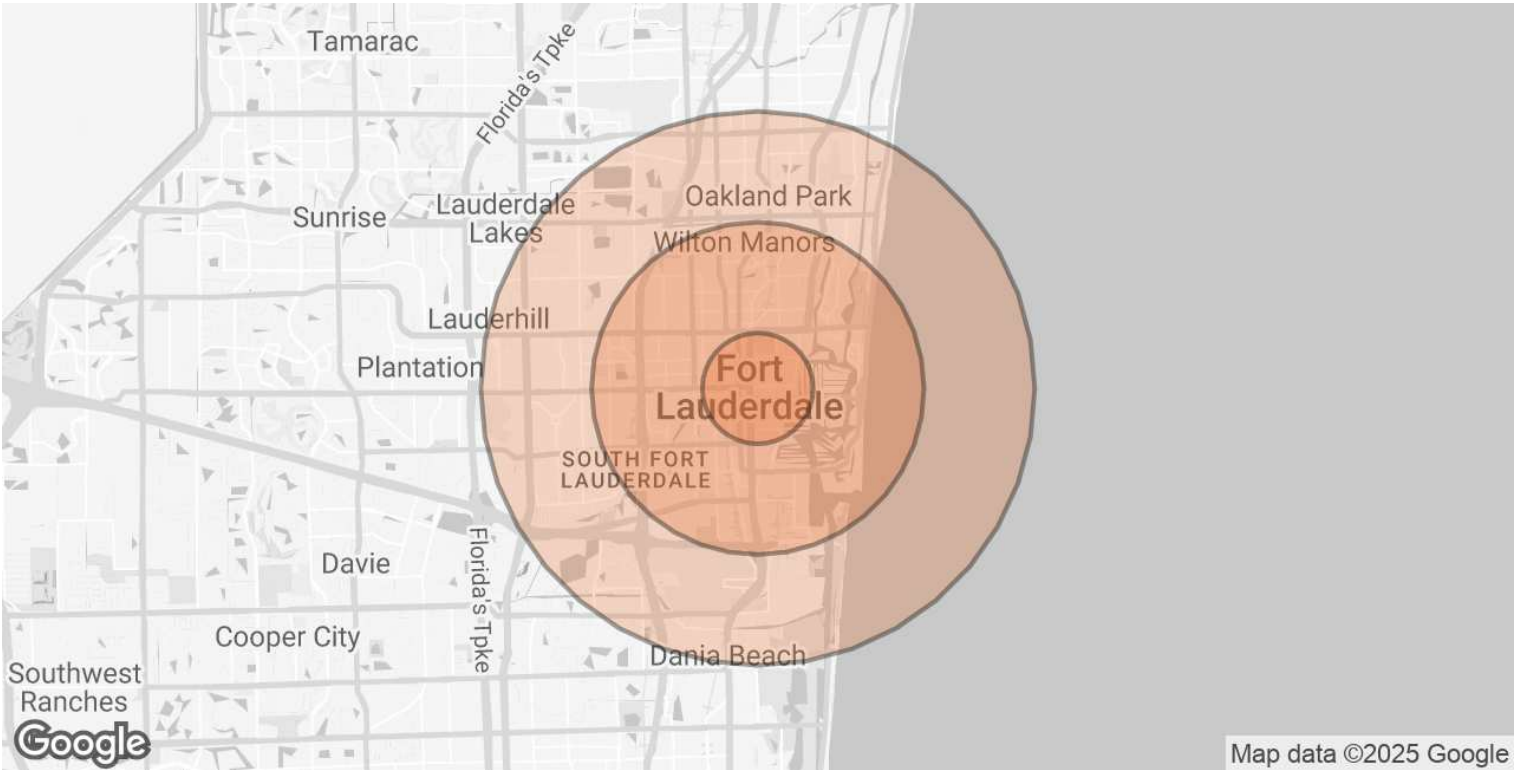 Tamarac
Florida's Tpke
Oakland Park
Lauderdale
Lakes
Sunrise
Wilton Manors
Lauderhill
Plantation
Fort
Lauderdale
SOUTH FORT
LAUDERDALE
Davie
Florida's Tpke
Cooper City
Dania Beach
Southwest
Ranches
Google
Map data ©2025 Google